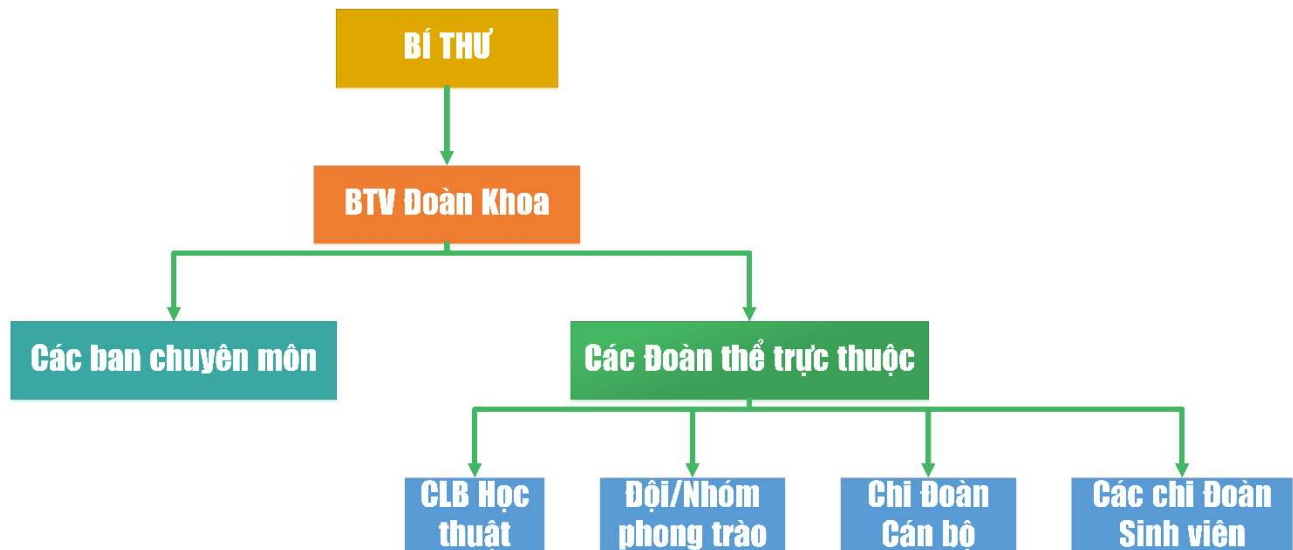 BÍ THƯ
BTV Đoàn Khoa
Các ban chuyên môn
Các Đoàn thể trực thuộc
CLB Học
thuật
Đội/Nhóm
phong trào
Chi Đoàn
Cán bộ
Các chi Đoàn
Sinh viên